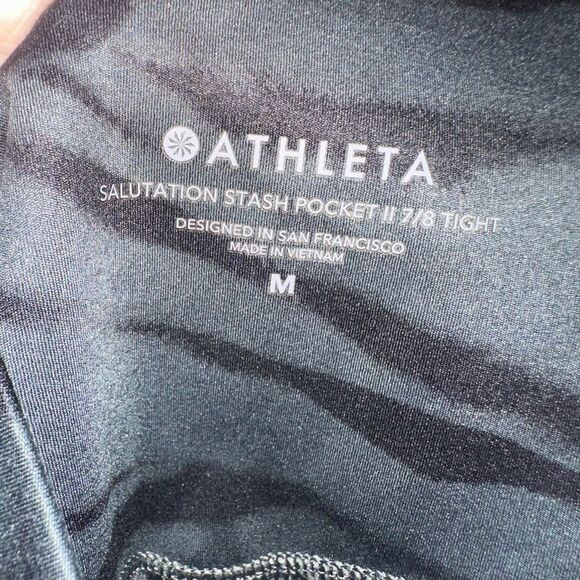 ATHLETA
SALUTATION STASH POCKET II 7/8 TIGHT
DESIGNED IN SAN FRANCISCO
MADE IN VIETNAM
M